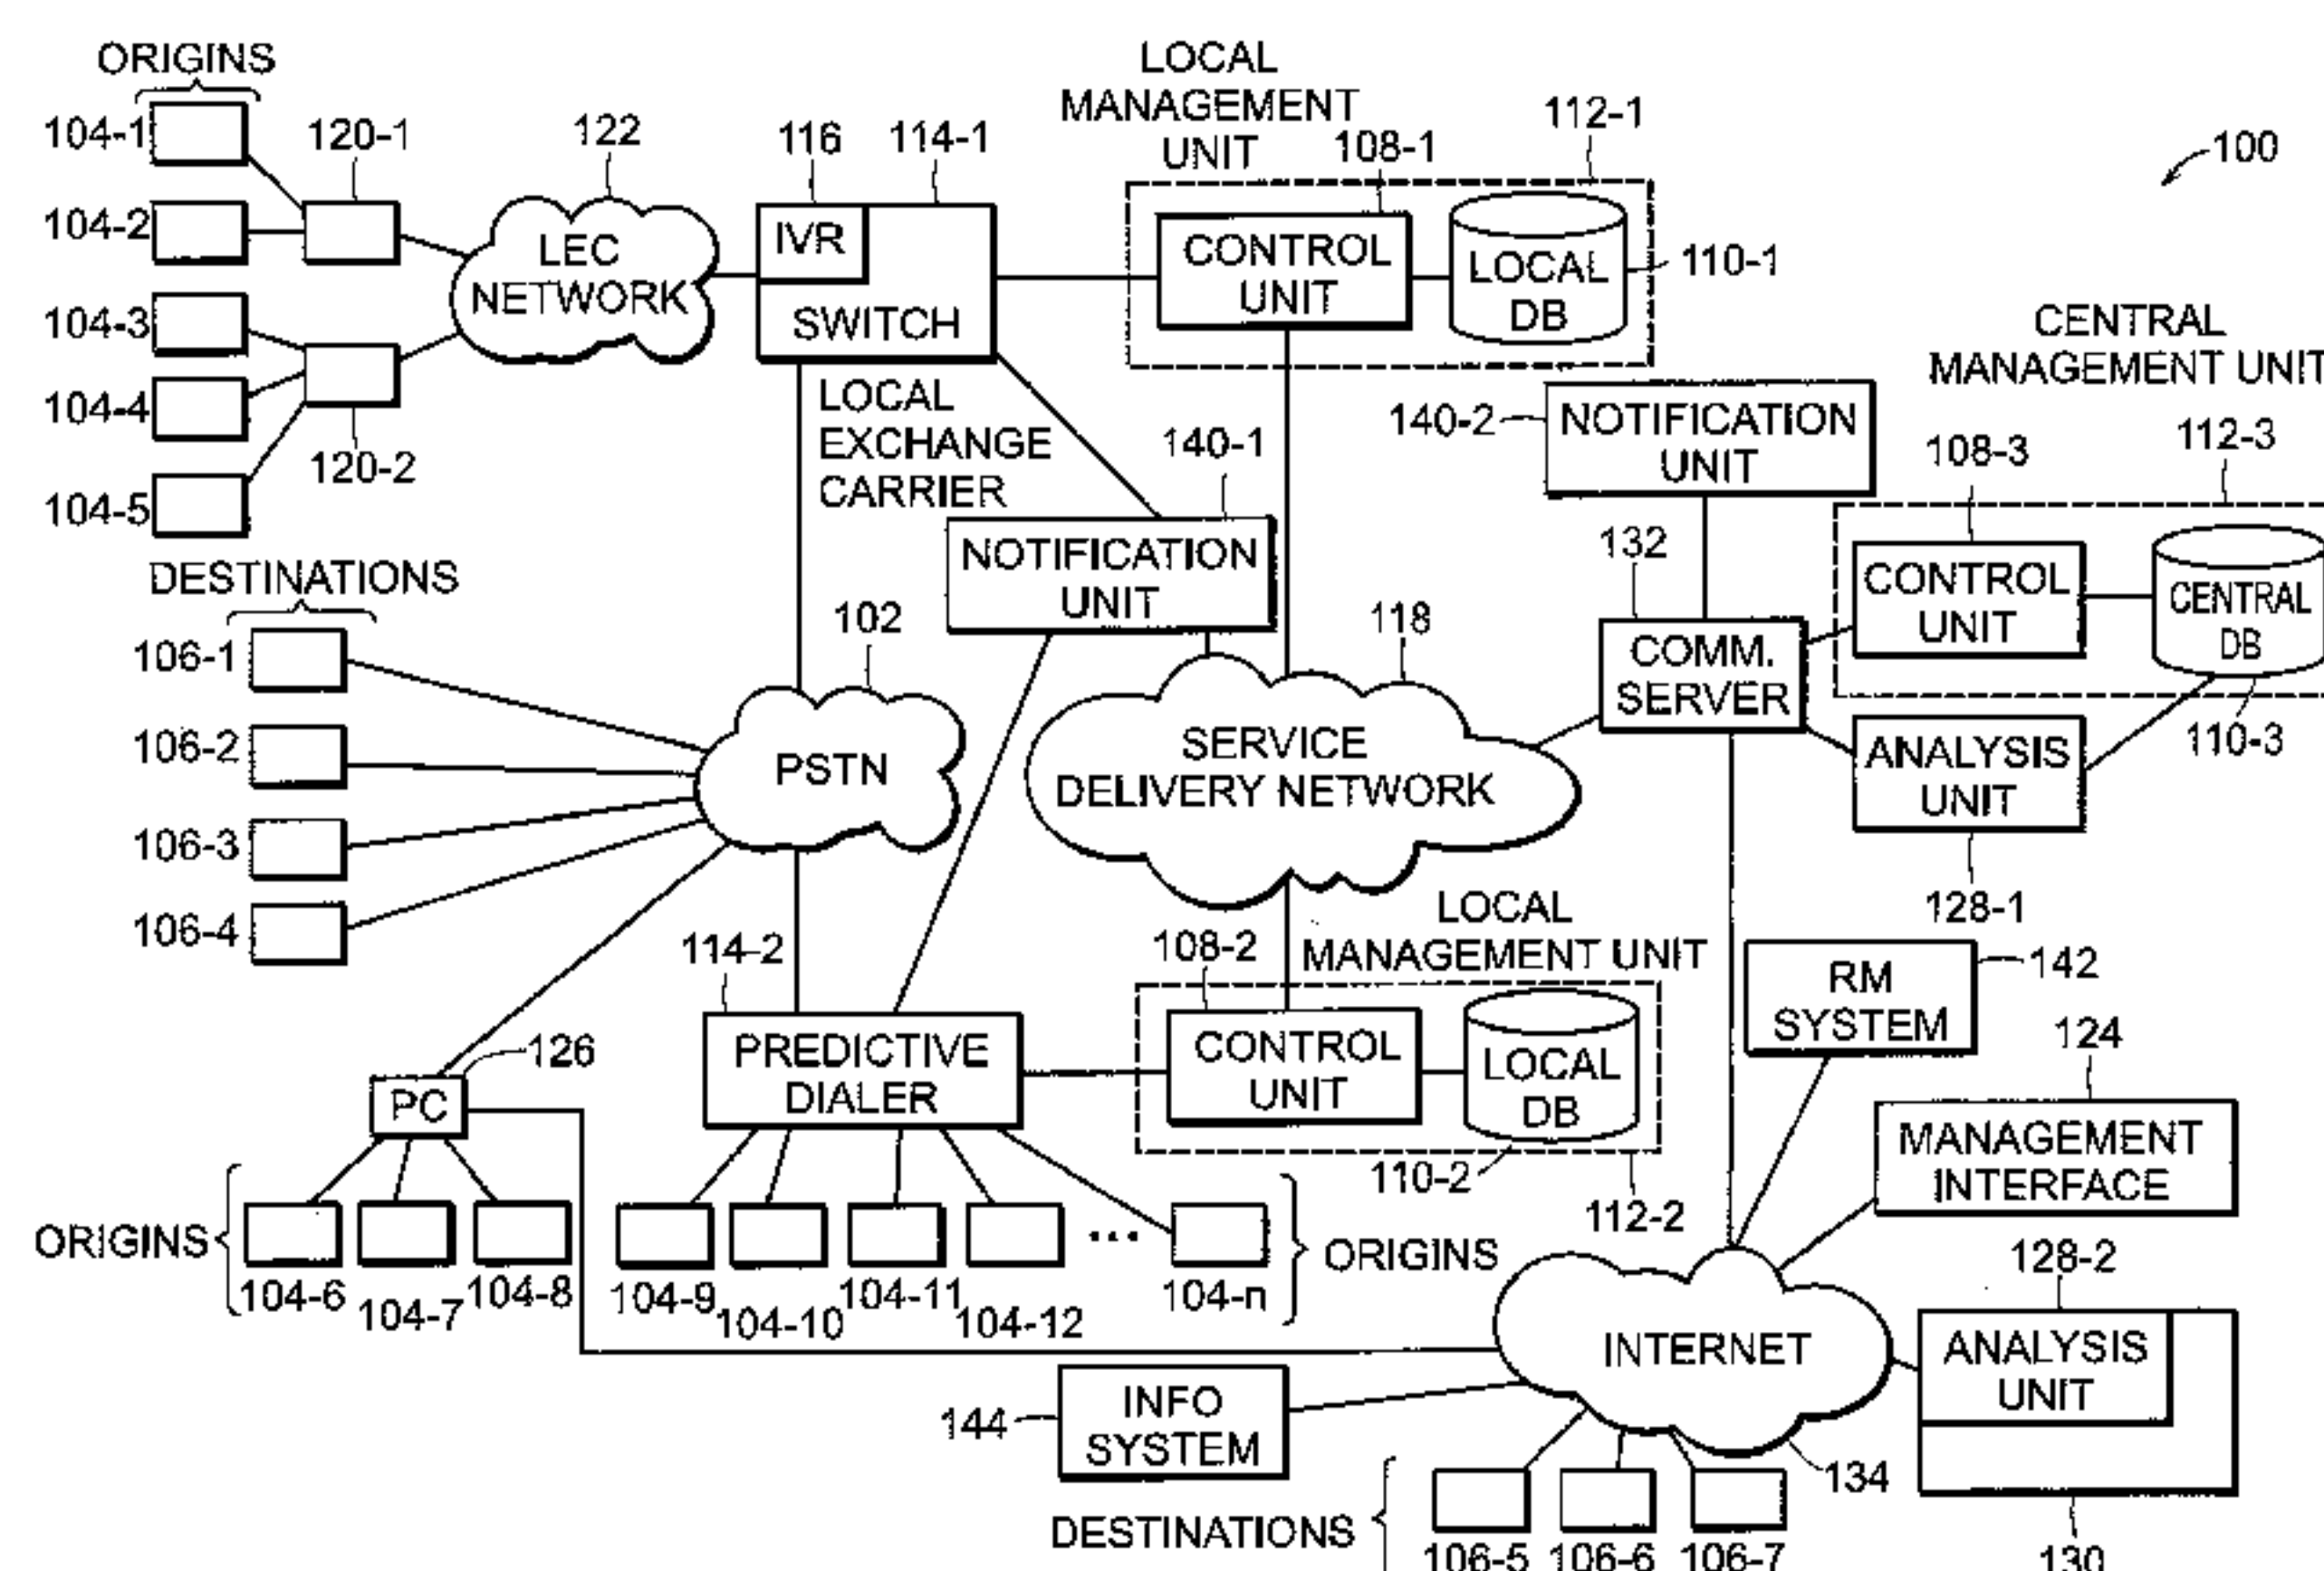 ORIGINS
104-1
104-2
104-3
104-4
104-5
120-1
120-2
122
LEC
NETWORK
116
114-1
IVR
SWITCH
LOCAL
EXCHANGE
CARRIER
LOCAL
MANAGEMENT
UNIT
108-1
112-1
CONTROL
UNIT
LOCAL
DB
110-1
100
CENTRAL
MANAGEMENT UNIT
140-2
NOTIFICATION
UNIT
108-3
112-3
CONTROL
UNIT
CENTRAL
DB
110-3
132
COMM.
SERVER
ANALYSIS
UNIT
128-1
140-1
NOTIFICATION
UNIT
DESTINATIONS
106-1
106-2
106-3
106-4
102
PSTN
118
SERVICE
DELIVERY NETWORK
LOCAL
MANAGEMENT UNIT
108-2
CONTROL
UNIT
LOCAL
DB
110-2
112-2
114-2
PREDICTIVE
DIALER
126
PC
ORIGINS
104-6
104-7
104-8
104-9
104-10
104-11
104-12
...
104-n
ORIGINS
RM
SYSTEM
142
124
MANAGEMENT
INTERFACE
128-2
ANALYSIS
UNIT
130
INTERNET
134
144
INFO
SYSTEM
DESTINATIONS
106-5
106-6
106-7